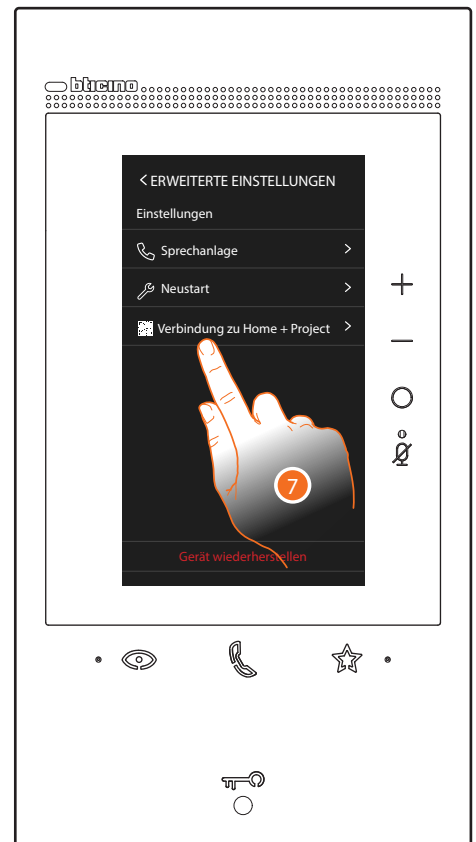 bticino
< ERWEITERTE EINSTELLUNGEN
Einstellungen
Sprechanlage >
Neustart >
Verbindung zu Home + Project >
7
Gerät wiederherstellen